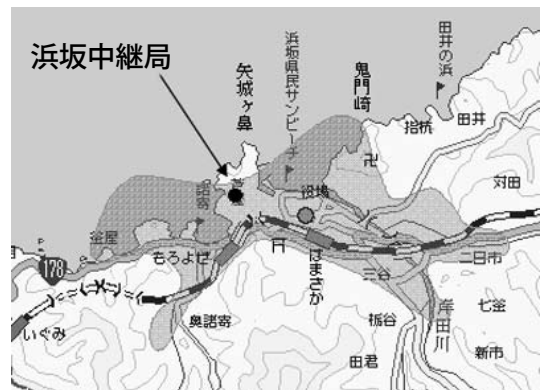 浜坂中継局
矢城ヶ鼻
浜坂県民サンビーチ
鬼門崎
田井の浜
田井
指杭
対田
役場
諸寄
釜屋
もろよせ
178
はまさか
三谷
二日市
いぐみ
奥諸寄
栃谷
岸田川
七釜
田君
新市